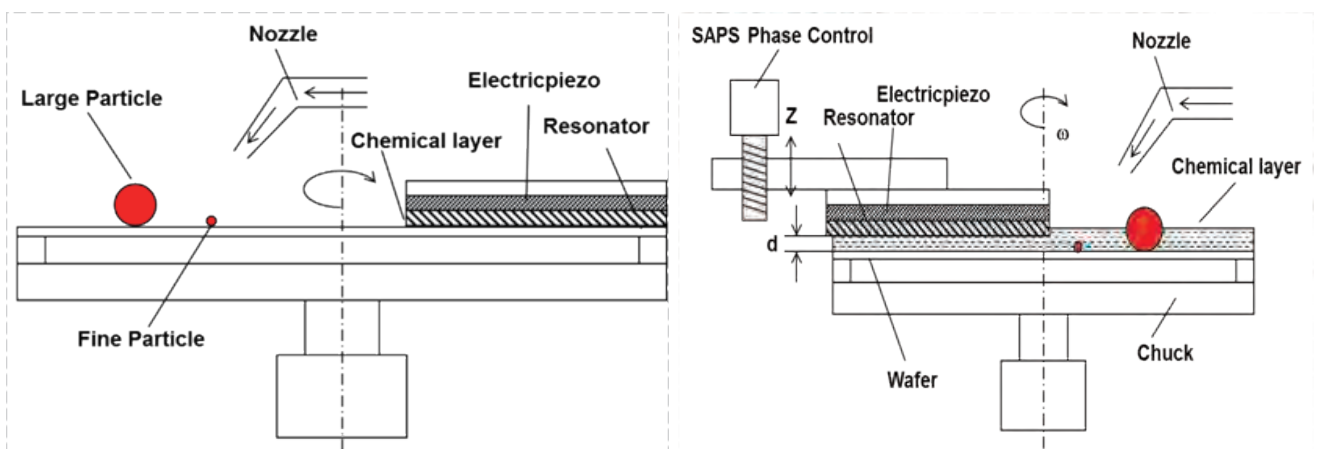 Nozzle
Large Particle
Electricpiezo
Resonator
Chemical layer
Fine Particle
SAPS Phase Control
Nozzle
Electricpiezo
Resonator
Z
ω
Chemical layer
d
Chuck
Wafer